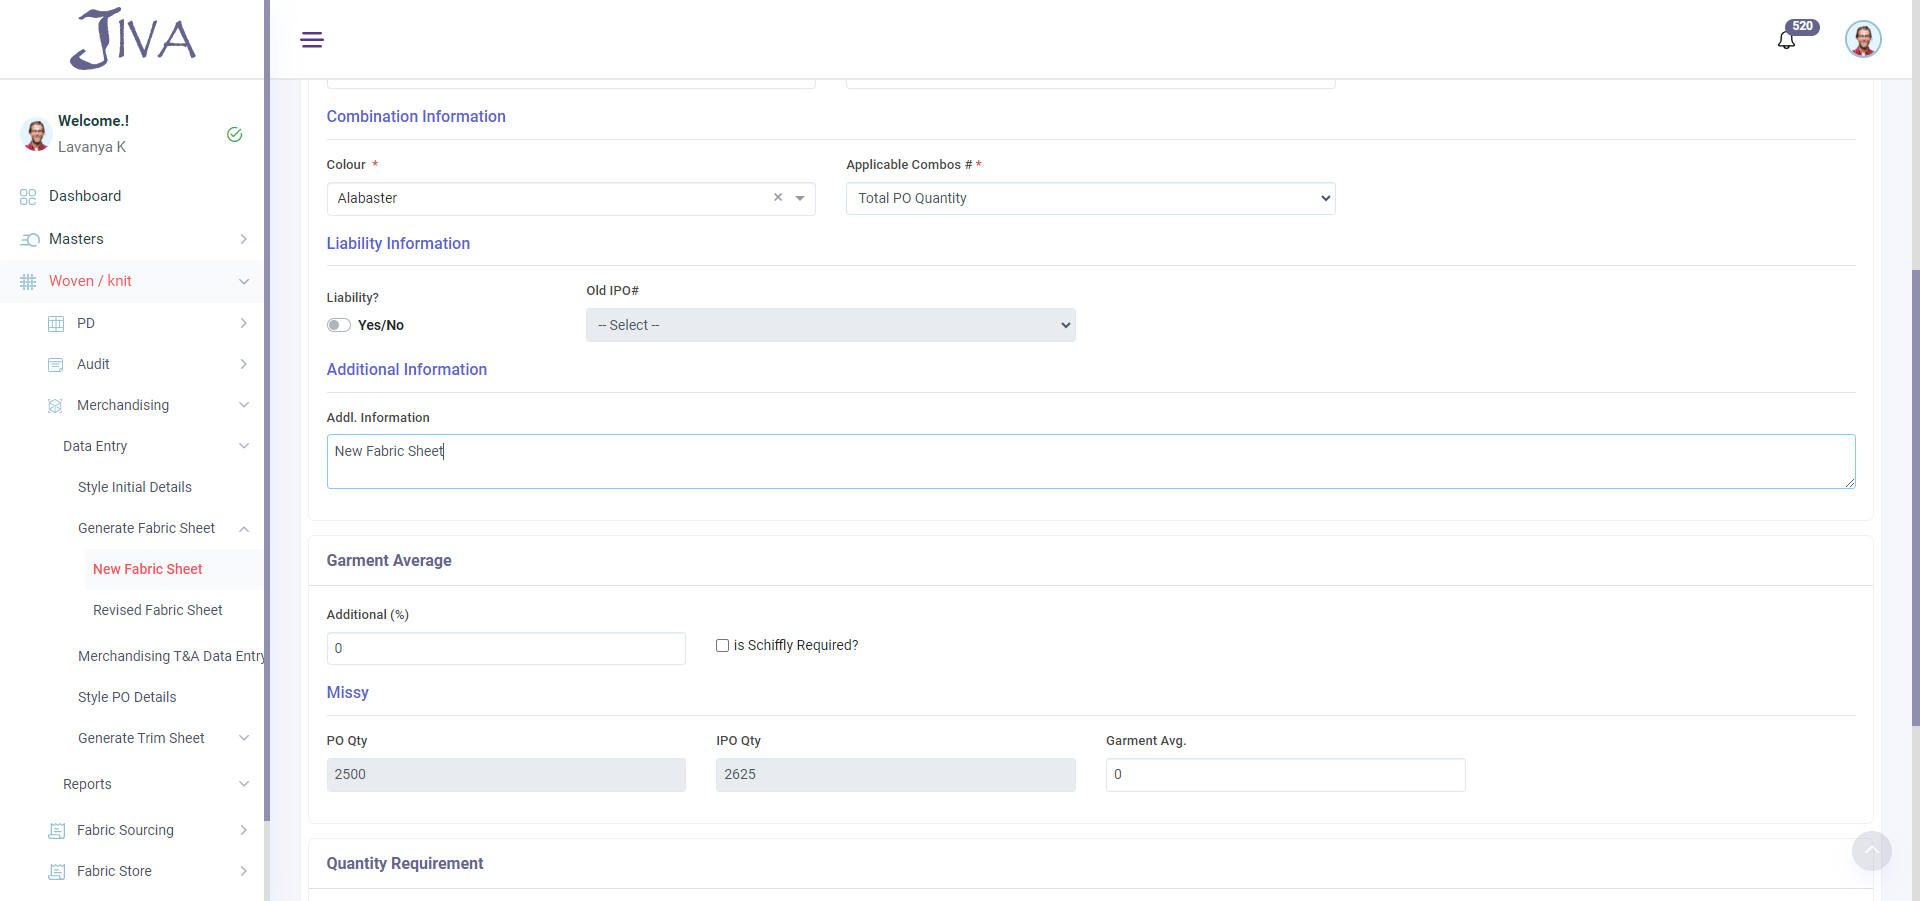 JIVA
520
Welcome.!
Lavanya K
Dashboard
Masters
Woven / knit
PD
Audit
Merchandising
Data Entry
Style Initial Details
Generate Fabric Sheet
New Fabric Sheet
Revised Fabric Sheet
Merchandising T&A Data Entry
Style PO Details
Generate Trim Sheet
Reports
Fabric Sourcing
Fabric Store
Combination Information
Colour * Applicable Combos # *
Alabaster × Total PO Quantity
Liability Information
Liability? Old IPO#
Yes/No -- Select --
Additional Information
Addl. Information
New Fabric Sheet
Garment Average
Additional (%)
0 is Schiffly Required?
Missy
PO Qty IPO Qty Garment Avg.
2500 2625 0
Quantity Requirement